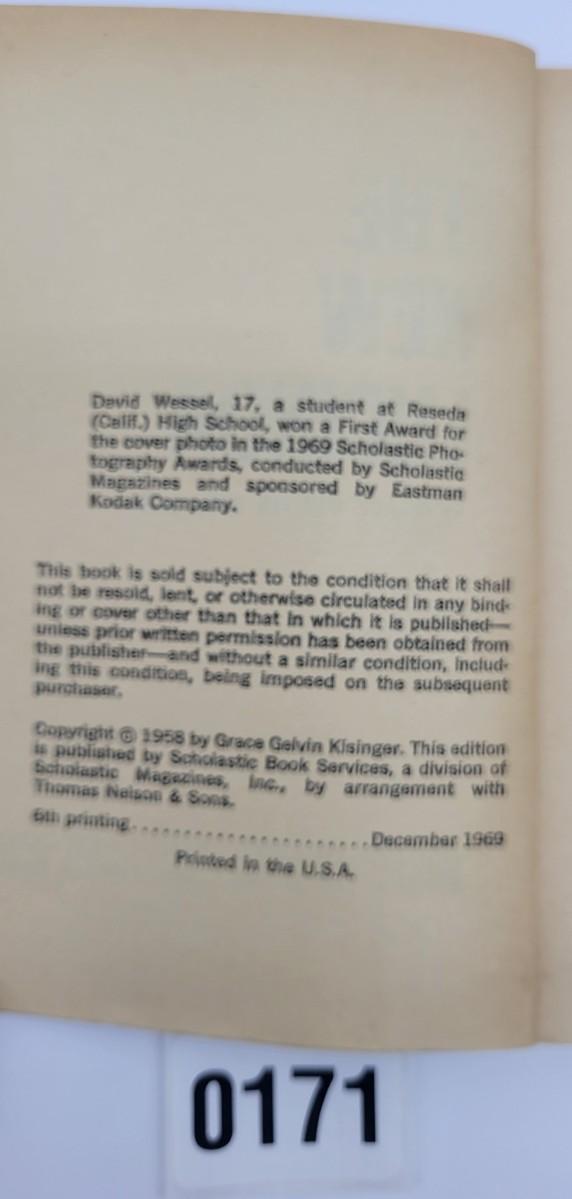 David Wessel, 17, a student at Reseda
(Calif.) High School, won a First Award for
the cover photo in the 1969 Scholastic Pho-
tography Awards, conducted by Scholastic
Magazines and sponsored by Eastman
Kodak Company.
This book is sold subject to the condition that it shall
not be resold, lent, or otherwise circulated in any bind-
ing or cover other than that in which it is published—
unless prior written permission has been obtained from
the publisher—and without a similar condition, includ-
ing this condition, being imposed on the subsequent
purchaser.
Copyright © 1958 by Grace Gelvin Kisinger. This edition
is published by Scholastic Book Services, a division of
Scholastic Magazines, Inc., by arrangement with
Thomas Nelson & Sons.
6th printing......................December 1969
Printed in the U.S.A.
0171